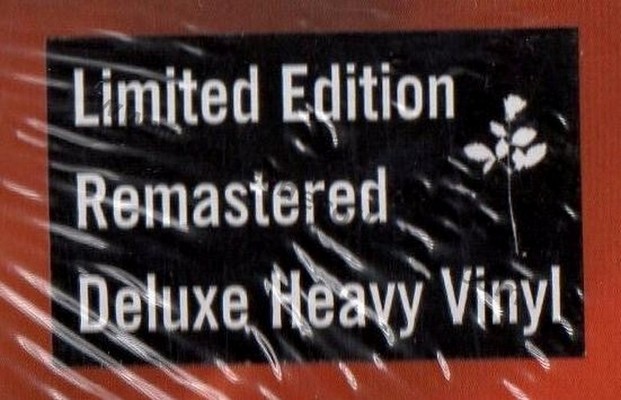 Limited Edition
Remastered
Deluxe Heavy Vinyl